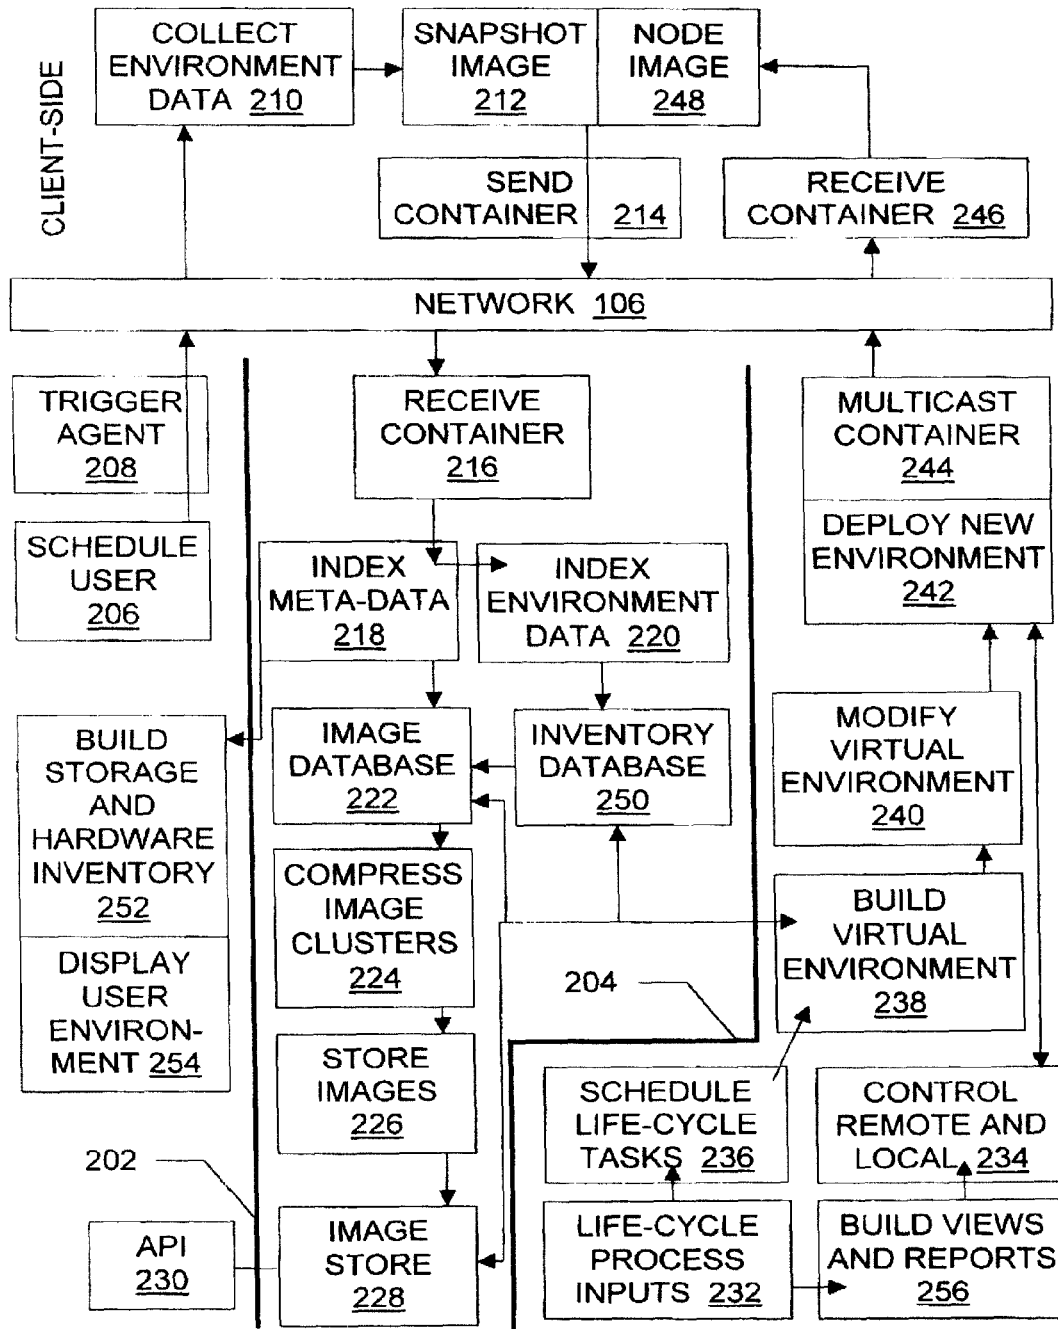 CLIENT-SIDE
COLLECT
ENVIRONMENT
DATA 210
SNAPSHOT
IMAGE
212
NODE
IMAGE
248
SEND
CONTAINER 214
RECEIVE
CONTAINER 246
NETWORK 106
TRIGGER
AGENT
208
SCHEDULE
USER
206
RECEIVE
CONTAINER
216
MULTICAST
CONTAINER
244
DEPLOY NEW
ENVIRONMENT
242
INDEX
META-DATA
218
INDEX
ENVIRONMENT
DATA 220
BUILD
STORAGE
AND
HARDWARE
INVENTORY
252
DISPLAY
USER
ENVIRON-
MENT 254
IMAGE
DATABASE
222
INVENTORY
DATABASE
250
MODIFY
VIRTUAL
ENVIRONMENT
240
COMPRESS
IMAGE
CLUSTERS
224
BUILD
VIRTUAL
ENVIRONMENT
238
204
STORE
IMAGES
226
SCHEDULE
LIFE-CYCLE
TASKS 236
CONTROL
REMOTE AND
LOCAL 234
202
API
230
IMAGE
STORE
228
LIFE-CYCLE
PROCESS
INPUTS 232
BUILD VIEWS
AND REPORTS
256